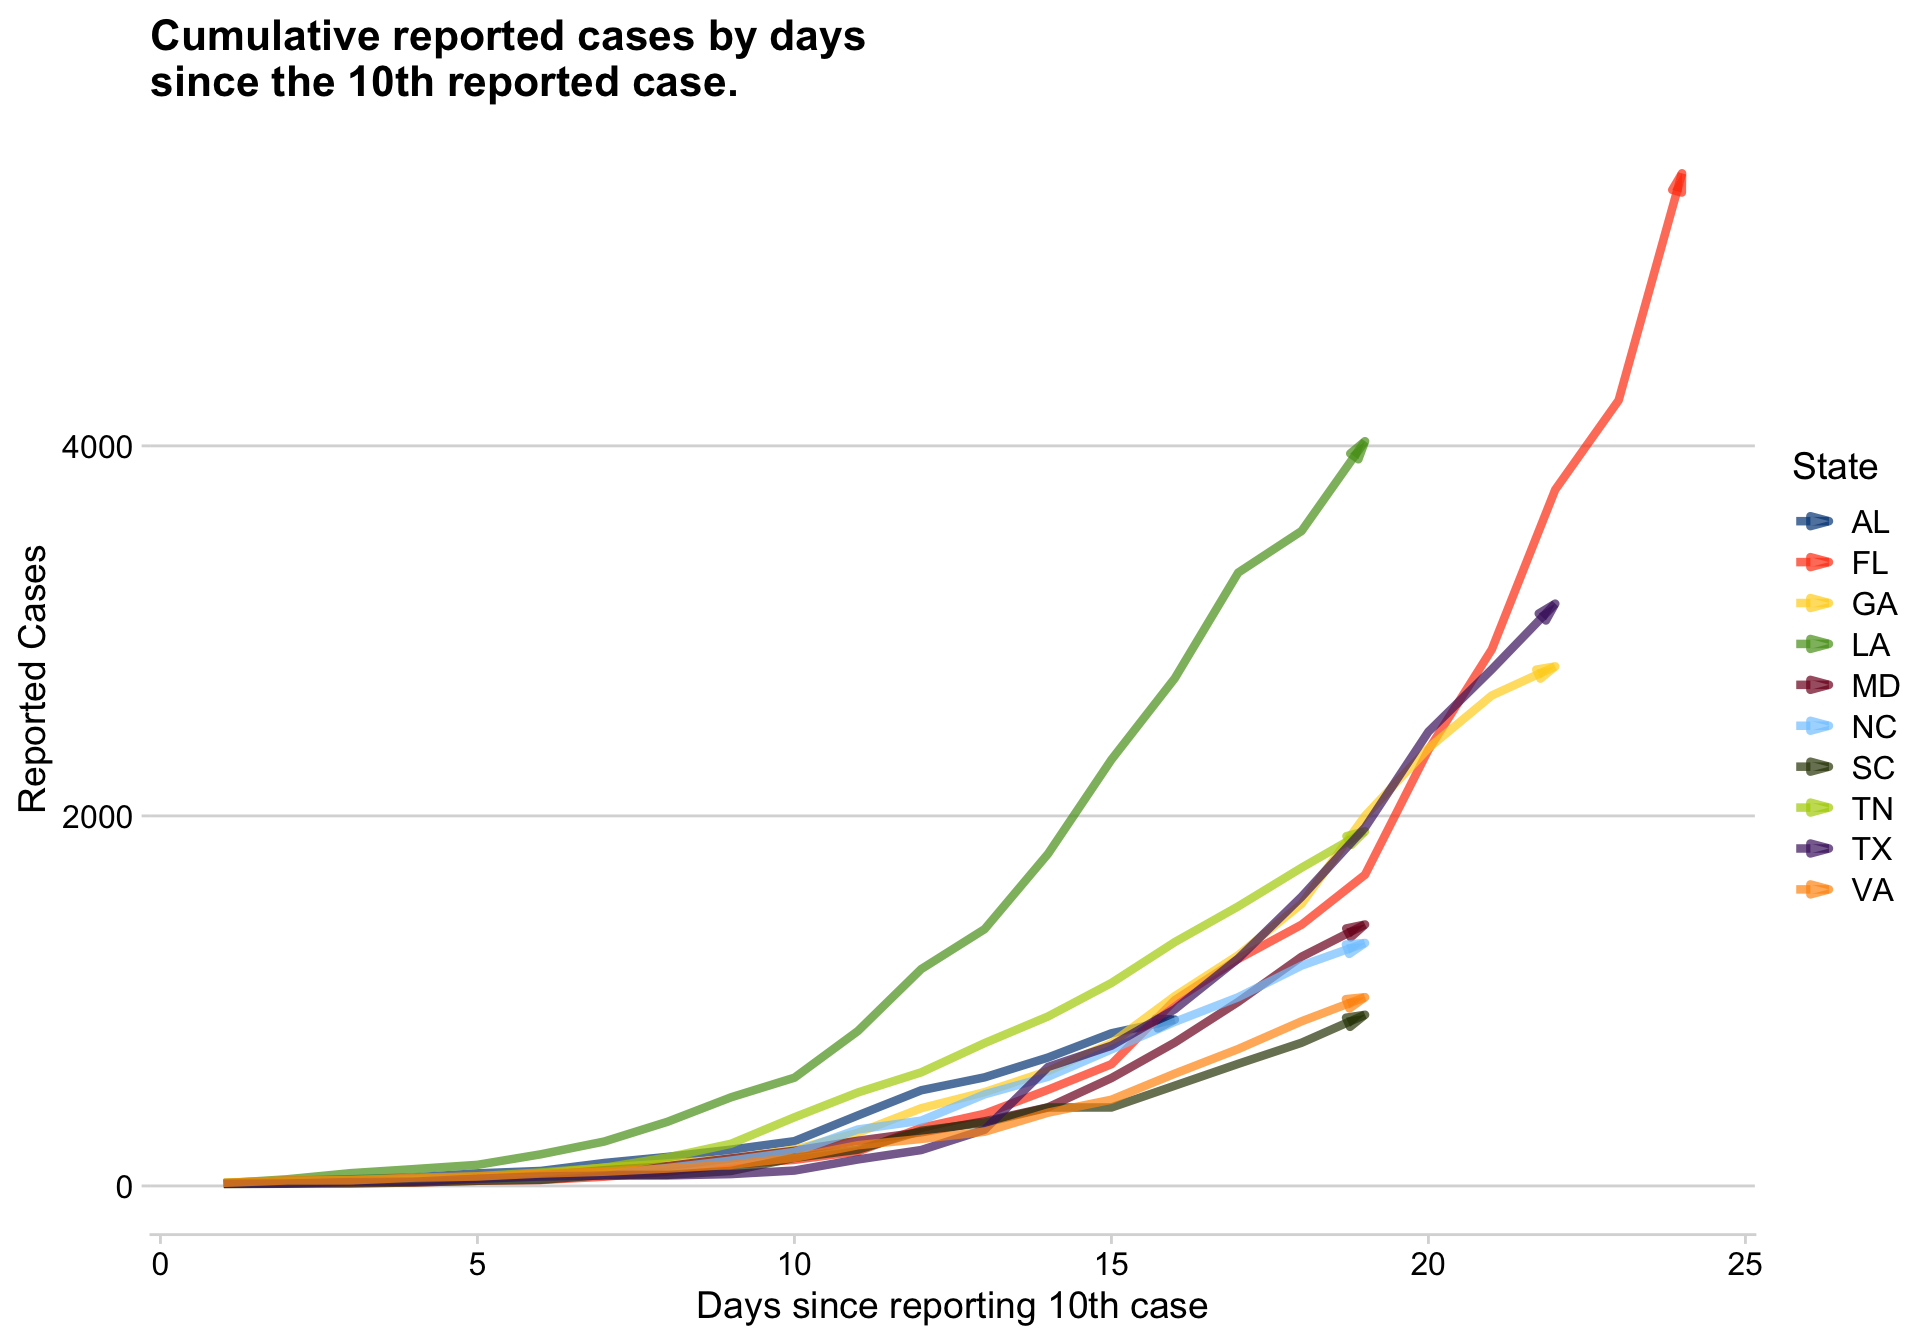 Cumulative reported cases by days
since the 10th reported case.
4000
2000
0
Reported Cases
0 5 10 15 20 25
Days since reporting 10th case
State
AL
FL
GA
LA
MD
NC
SC
TN
TX
VA